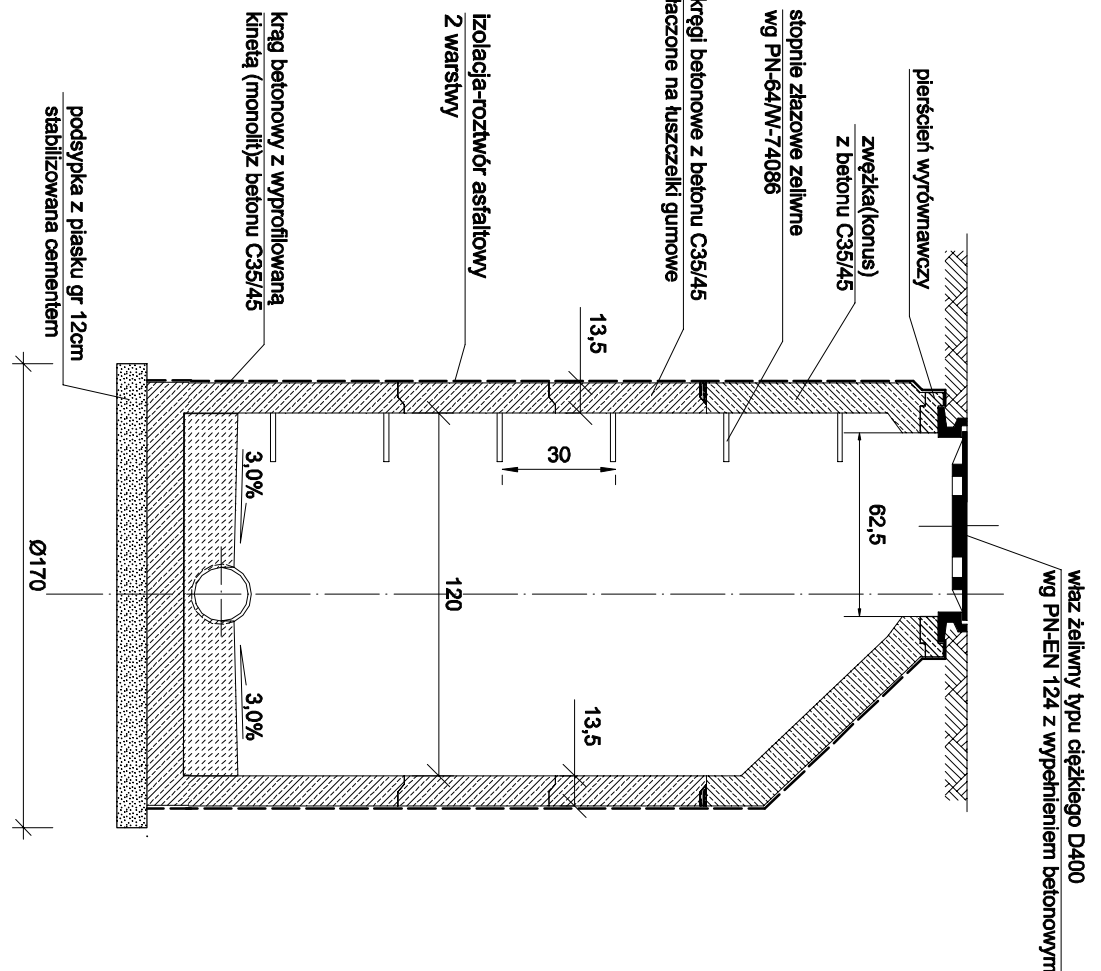 właz żeliwny typu ciężkiego D400
wg PN-EN 124 z wypełnieniem betonowym
pierścień wyrównawczy
zwężka(konus)
z betonu C35/45
62,5
stopnie złazowe zeliwne
wg PN-64/W-74086
kręgi betonowe z betonu C35/45
łaczone na łuszczelki gumowe
13,5
13,5
30
izolacja-roztwór asfaltowy
2 warstwy
120
krąg betonowy z wyprofilowaną
kinetą (monolit)z betonu C35/45
3,0%
3,0%
podsypka z piasku gr 12cm
stabilizowana cementem
Ø170